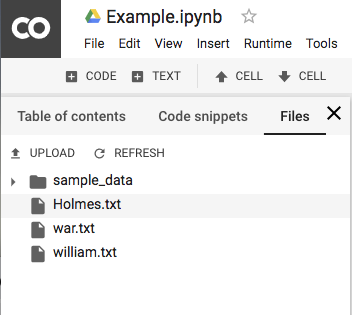 CO
Example.ipynb
File Edit View Insert Runtime Tools
CODE TEXT CELL CELL
Table of contents Code snippets Files
UPLOAD REFRESH
sample_data
Holmes.txt
war.txt
william.txt